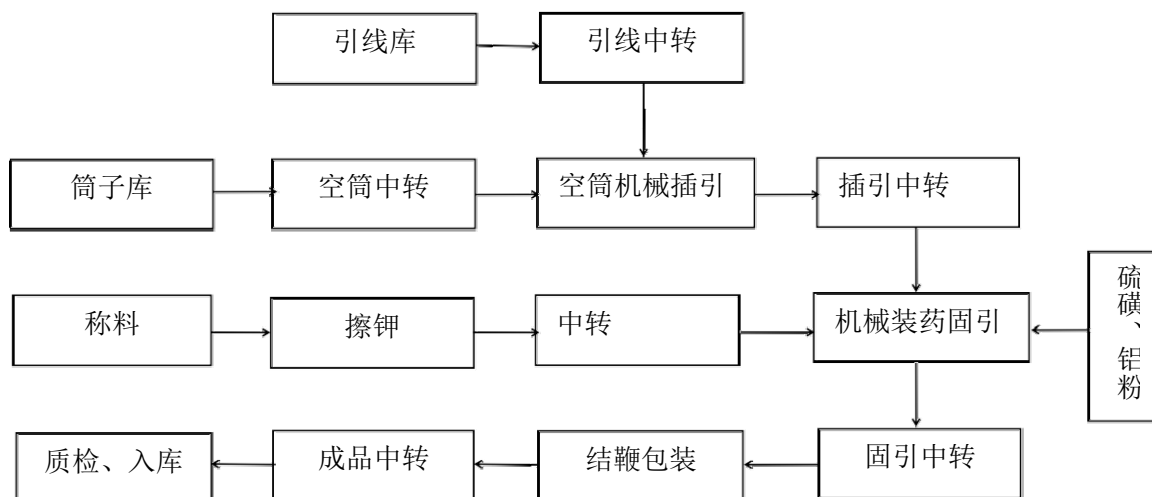 引线库
引线中转
筒子库
空筒中转
空筒机械插引
插引中转
称料
擦钾
中转
机械装药固引
硫磺、铝粉
质检、入库
成品中转
结鞭包装
固引中转